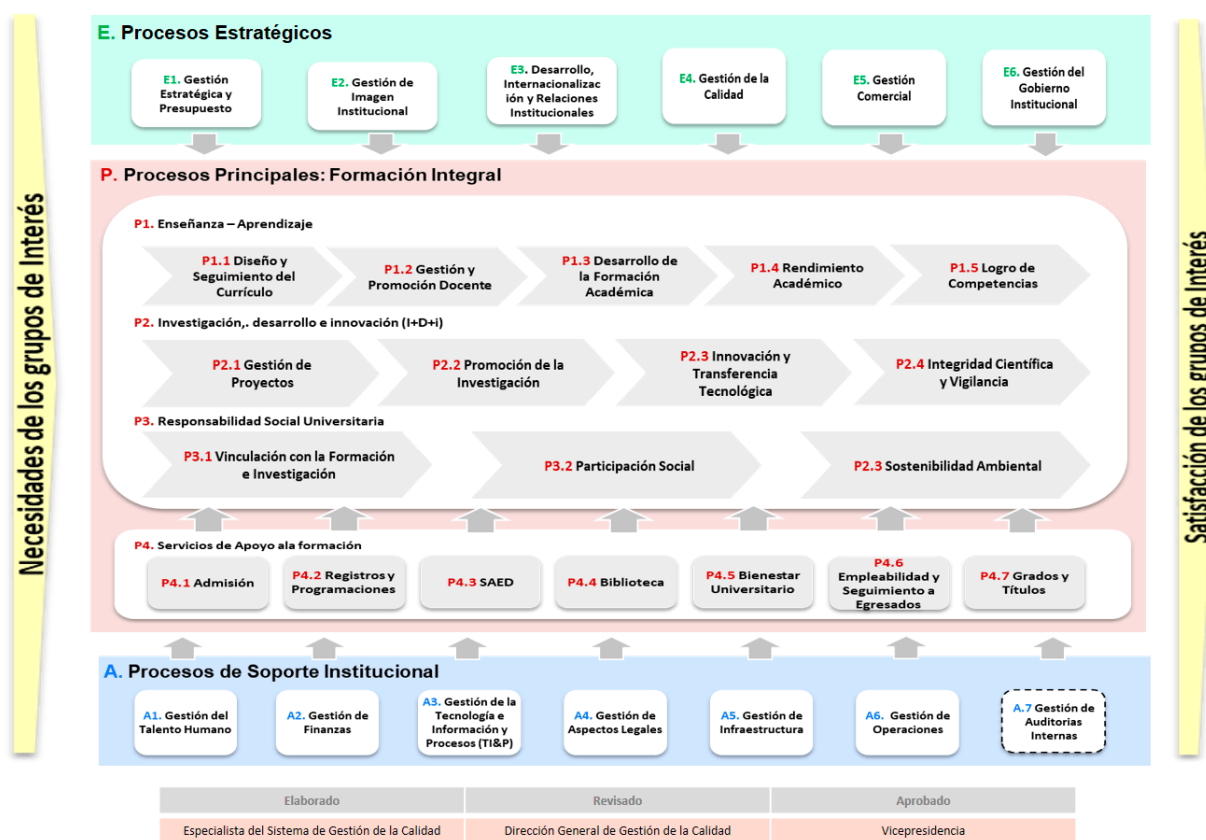 Necesidades de los grupos de Interés
E. Procesos Estratégicos
E1. Gestión
Estratégica y
Presupuesto
E2. Gestión de
Imagen
Institucional
E3. Desarrollo,
Internacionalizac
ión y Relaciones
Institucionales
E4. Gestión de la
Calidad
E5. Gestión
Comercial
E6. Gestión del
Gobierno
Institucional
P. Procesos Principales: Formación Integral
P1. Enseñanza – Aprendizaje
P1.1 Diseño y
Seguimiento del
Currículo
P1.2 Gestión y
Promoción Docente
P1.3 Desarrollo de
la Formación
Académica
P1.4 Rendimiento
Académico
P1.5 Logro de
Competencias
P2. Investigación,. desarrollo e innovación (I+D+i)
P2.1 Gestión de
Proyectos
P2.2 Promoción de la
Investigación
P2.3 Innovación y
Transferencia
Tecnológica
P2.4 Integridad Científica
y Vigilancia
P3. Responsabilidad Social Universitaria
P3.1 Vinculación con la Formación
e Investigación
P3.2 Participación Social
P2.3 Sostenibilidad Ambiental
P4. Servicios de Apoyo ala formación
P4.1 Admisión
P4.2 Registros y
Programaciones
P4.3 SAED
P4.4 Biblioteca
P4.5 Bienestar
Universitario
P4.6
Empleabilidad y
Seguimiento a
Egresados
P4.7 Grados y
Títulos
A. Procesos de Soporte Institucional
A1. Gestión del
Talento Humano
A2. Gestión de
Finanzas
A3. Gestión de la
Tecnología e
Información y
Procesos (TI&P)
A4. Gestión de
Aspectos Legales
A5. Gestión de
Infraestructura
A6. Gestión de
Operaciones
A.7 Gestión de
Auditorias
Internas
Satisfacción de los grupos de Interés
Elaborado
Revisado
Aprobado
Especialista del Sistema de Gestión de la Calidad
Dirección General de Gestión de la Calidad
Vicepresidencia